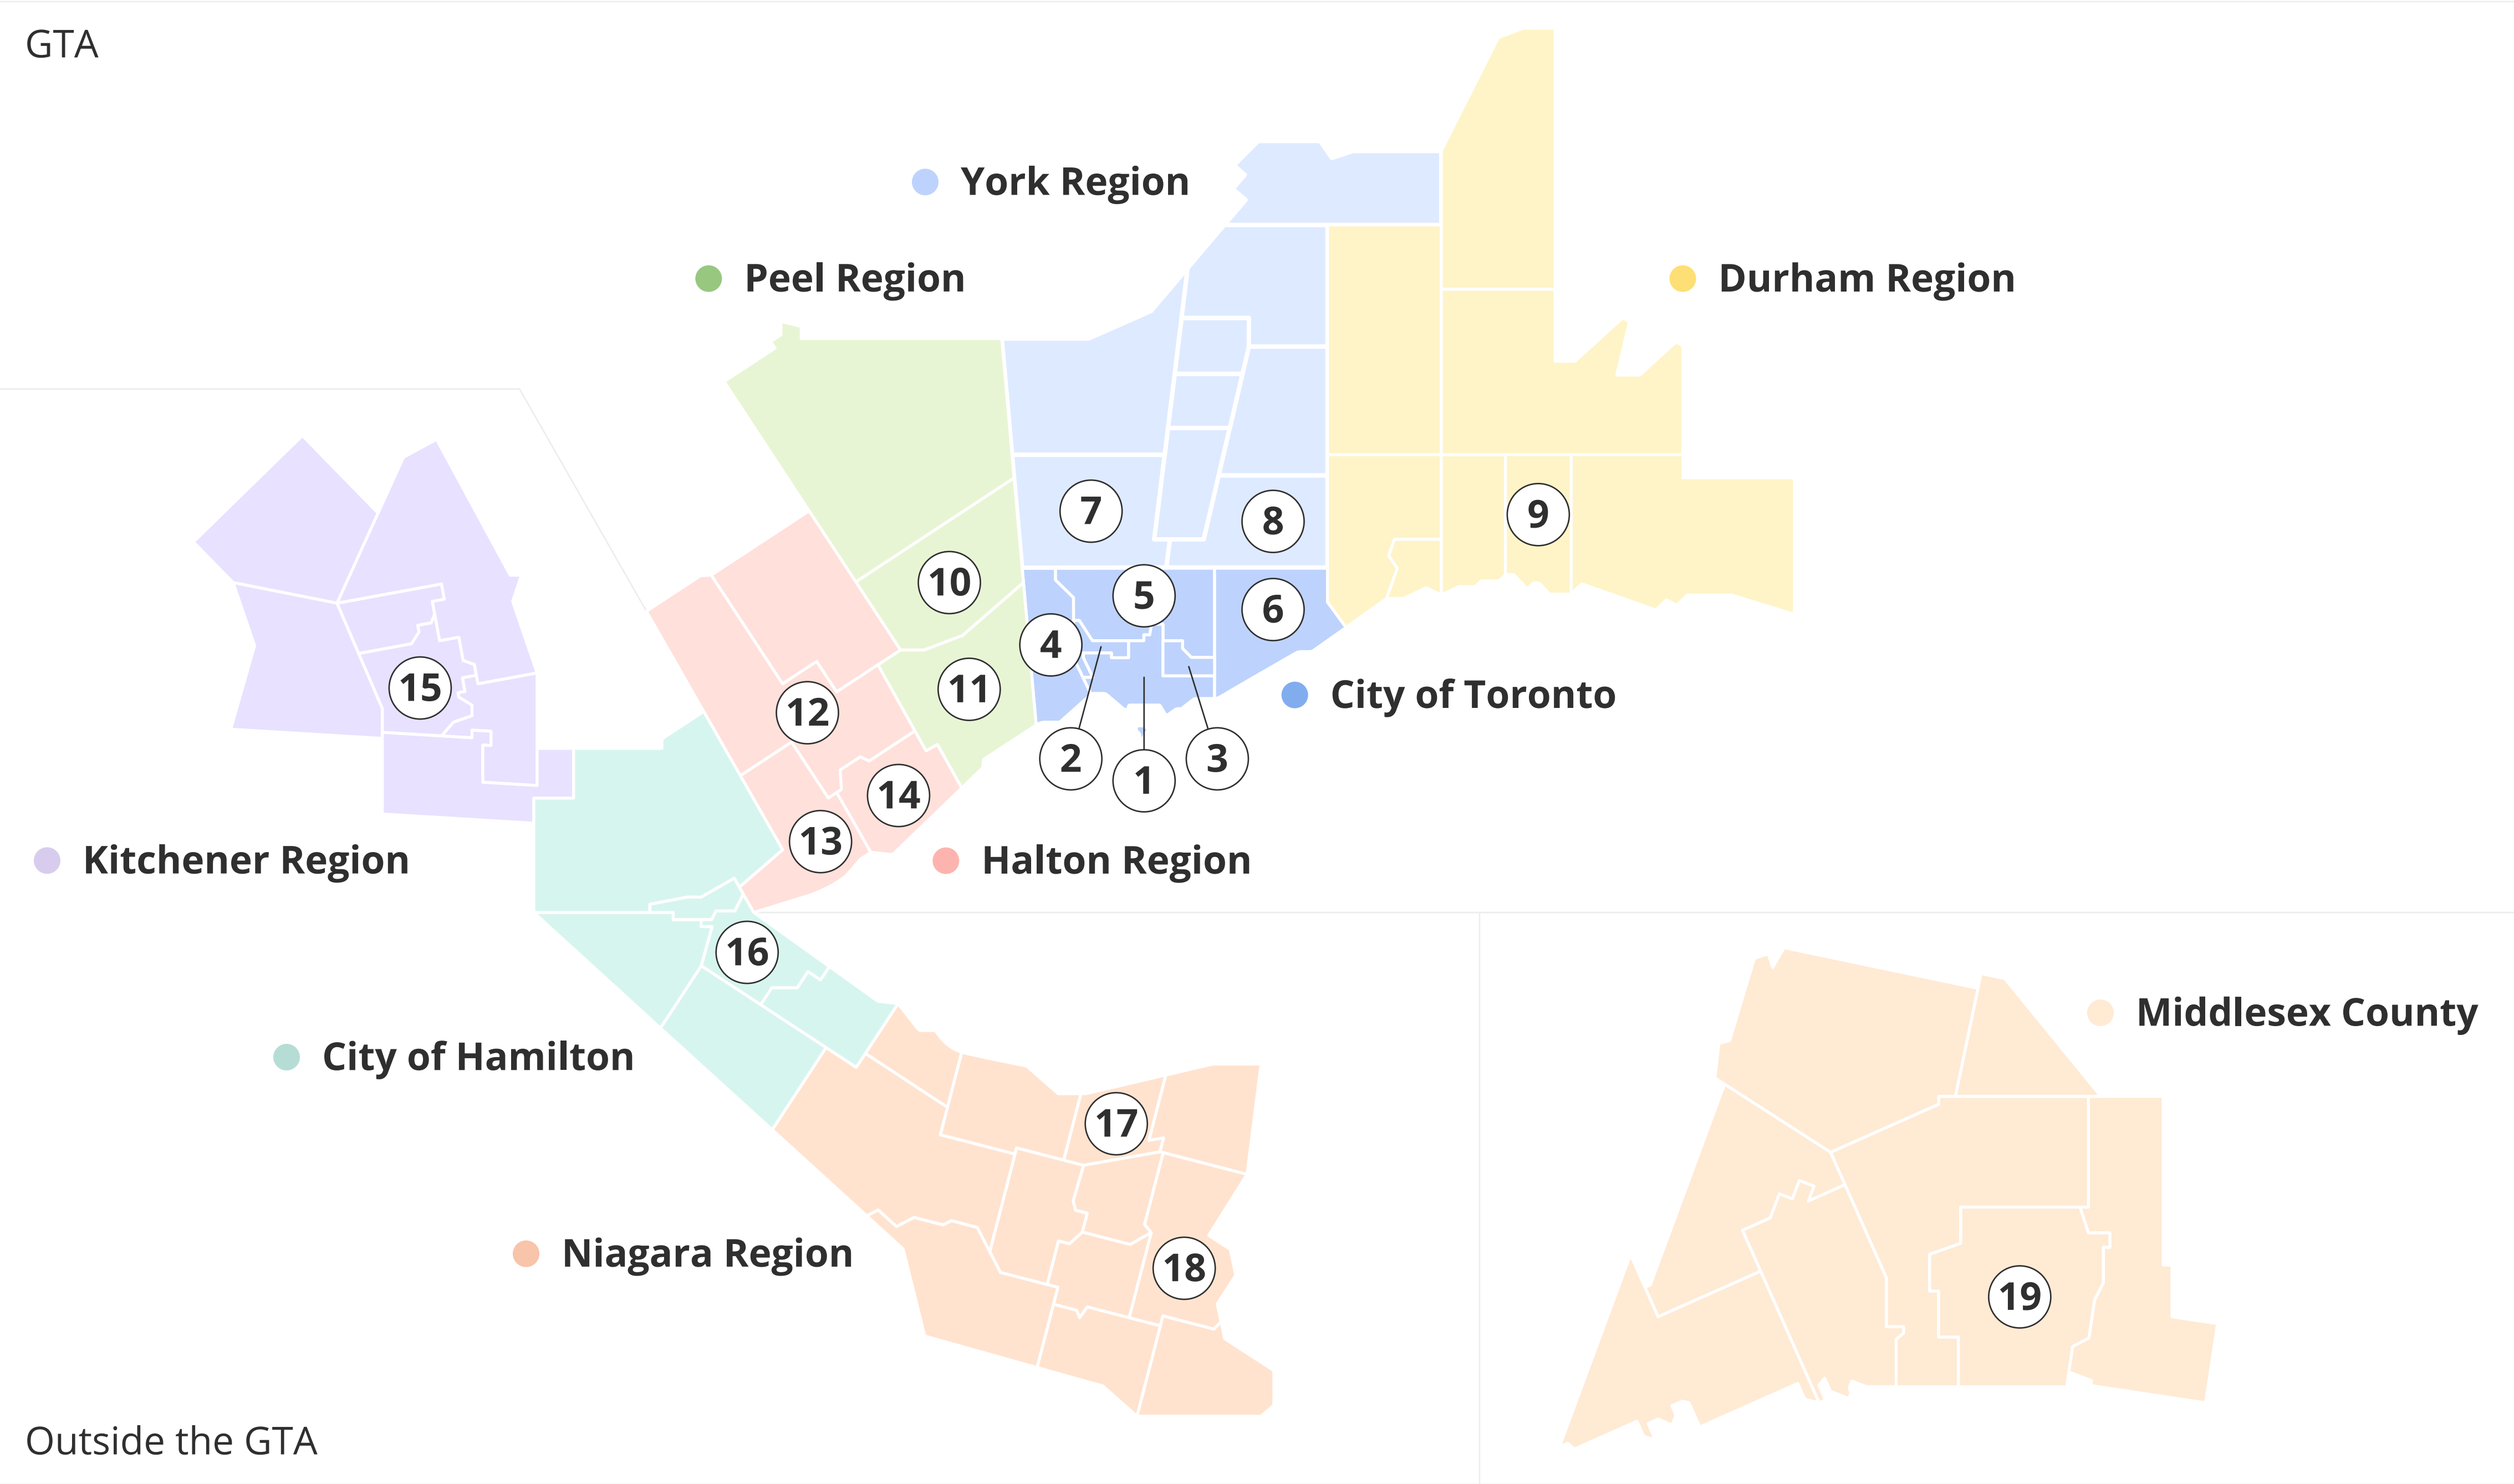 GTA
York Region
Peel Region
Durham Region
7
8
9
10
5
6
4
15
11
12
City of Toronto
2
1
3
14
13
Kitchener Region
Halton Region
16
Middlesex County
City of Hamilton
17
Niagara Region
18
19
Outside the GTA